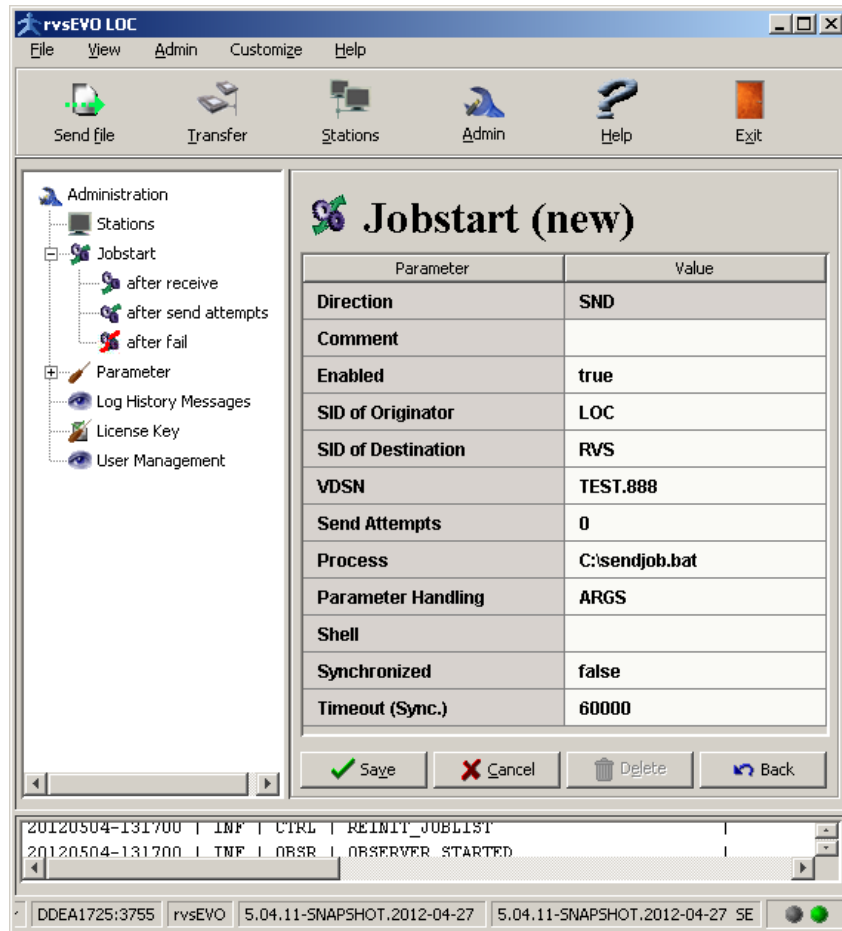 rvsEVO LOC
File View Admin Customize Help
Send file Transfer Stations Admin Help Exit
Administration
Stations
Jobstart
after receive
after send attempts
after fail
Parameter
Log History Messages
License Key
User Management
Jobstart (new)
Parameter Value
Direction SND
Comment
Enabled true
SID of Originator LOC
SID of Destination RVS
VDSN TEST.888
Send Attempts 0
Process C:\sendjob.bat
Parameter Handling ARGS
Shell
Synchronized false
Timeout (Sync.) 60000
Save Cancel Delete Back
20120504-131700 | INF | CTRL | REINIT_JOBLIST |
20120504-131700 | INF | OBSR | OBSERVER STARTED |
DDEA1725:3755 rvsEVO 5.04.11-SNAPSHOT.2012-04-27 5.04.11-SNAPSHOT.2012-04-27 SE